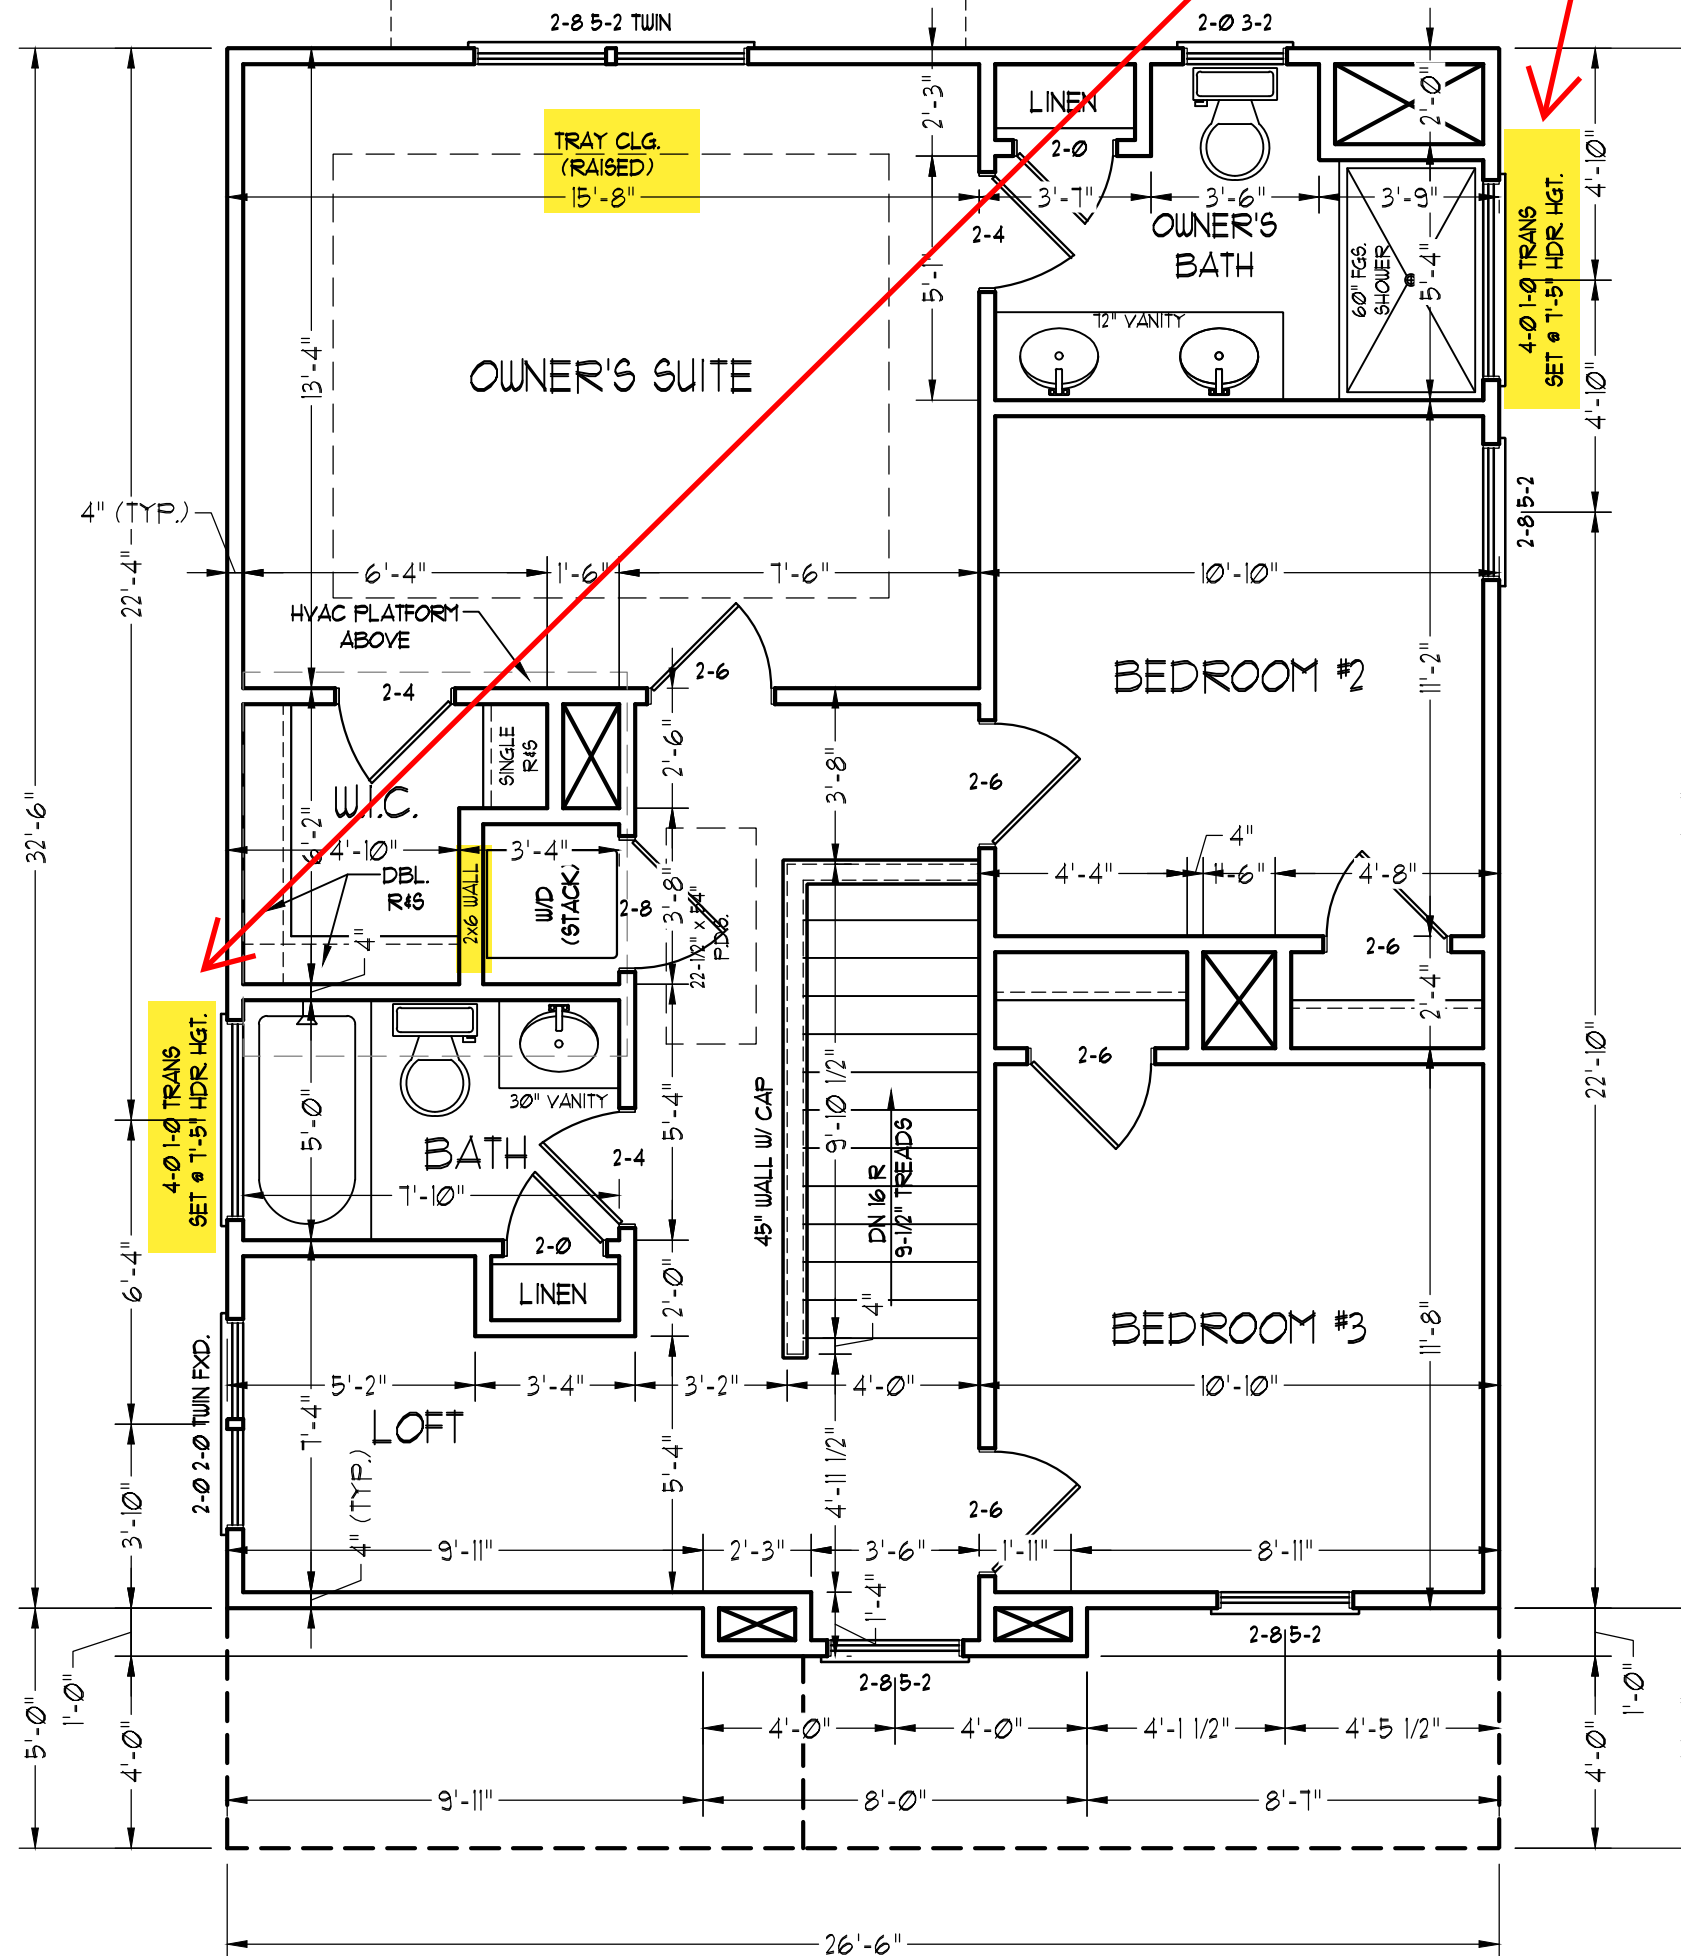 2-8 5-2 TWIN
2-0 3-2
TRAY CLG.
(RAISED)
15'-8"
2'-3"
LINEN
2-0
2'-0"
4'-10"
3'-7"
3'-6"
3'-9"
2-4
OWNER'S
BATH
5'-1"
60" FGS.
SHOWER
5'-4"
4-0 1-0 TRANS
SET @ 7'-5" HDR. HGT.
72" VANITY
13'-4"
OWNER'S SUITE
4'-10"
4" (TYP.)
2-8 5-2
22'-4"
6'-4"
1'-6"
7'-6"
10'-10"
HVAC PLATFORM
ABOVE
2-4
2-6
BEDROOM #2
11'-2"
SINGLE
R&S
2'-6"
3'-8"
2-6
32'-6"
W.I.C.
6'-2"
4'-10"
3'-4"
4"
4'-4"
1'-6"
4'-8"
DBL.
R&S
2x6 WALL
W/D
(STACK)
2-8
3'-8"
22-1/2" x 54"
P.D.S.
4"
2-6
2'-4"
4-0 1-0 TRANS
SET @ 7'-5" HDR. HGT.
5'-0"
30" VANITY
BATH
7'-10"
5'-4"
2-4
45" WALL W/ CAP
9'-10 1/2"
DN 16 R
9-1/2" TREADS
2-6
22'-10"
2-0
LINEN
2'-0"
4"
6'-4"
BEDROOM #3
11'-8"
2-0 2-0 TWIN FXD.
5'-2"
3'-4"
3'-2"
4'-0"
10'-10"
7'-4"
LOFT
4" (TYP.)
5'-4"
4'-11 1/2"
2-6
3'-10"
9'-11"
2'-3"
3'-6"
1'-11"
8'-11"
1'-4"
2-8 5-2
2-8 5-2
1'-0"
1'-0"
5'-0"
4'-0"
4'-0"
4'-0"
4'-1 1/2"
4'-5 1/2"
4'-0"
9'-11"
8'-0"
8'-7"
26'-6"